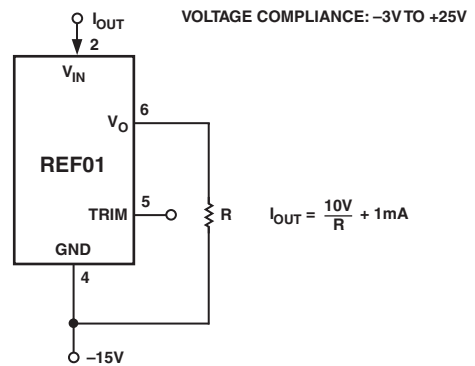 VOLTAGE COMPLIANCE: –3V TO +25V
I_OUT
2
V_IN
6
V_O
REF01
5
TRIM
R
I_OUT = 10V/R + 1mA
GND
4
–15V